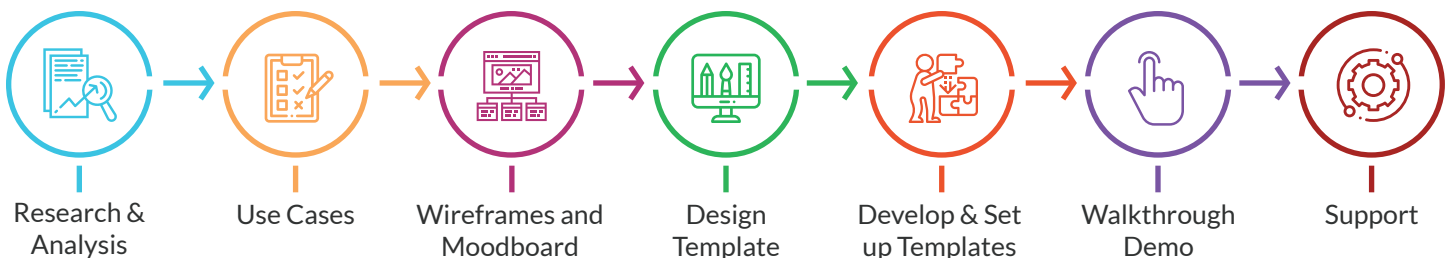 Research &
Analysis
Use Cases
Wireframes and
Moodboard
Design
Template
Develop & Set
up Templates
Walkthrough
Demo
Support